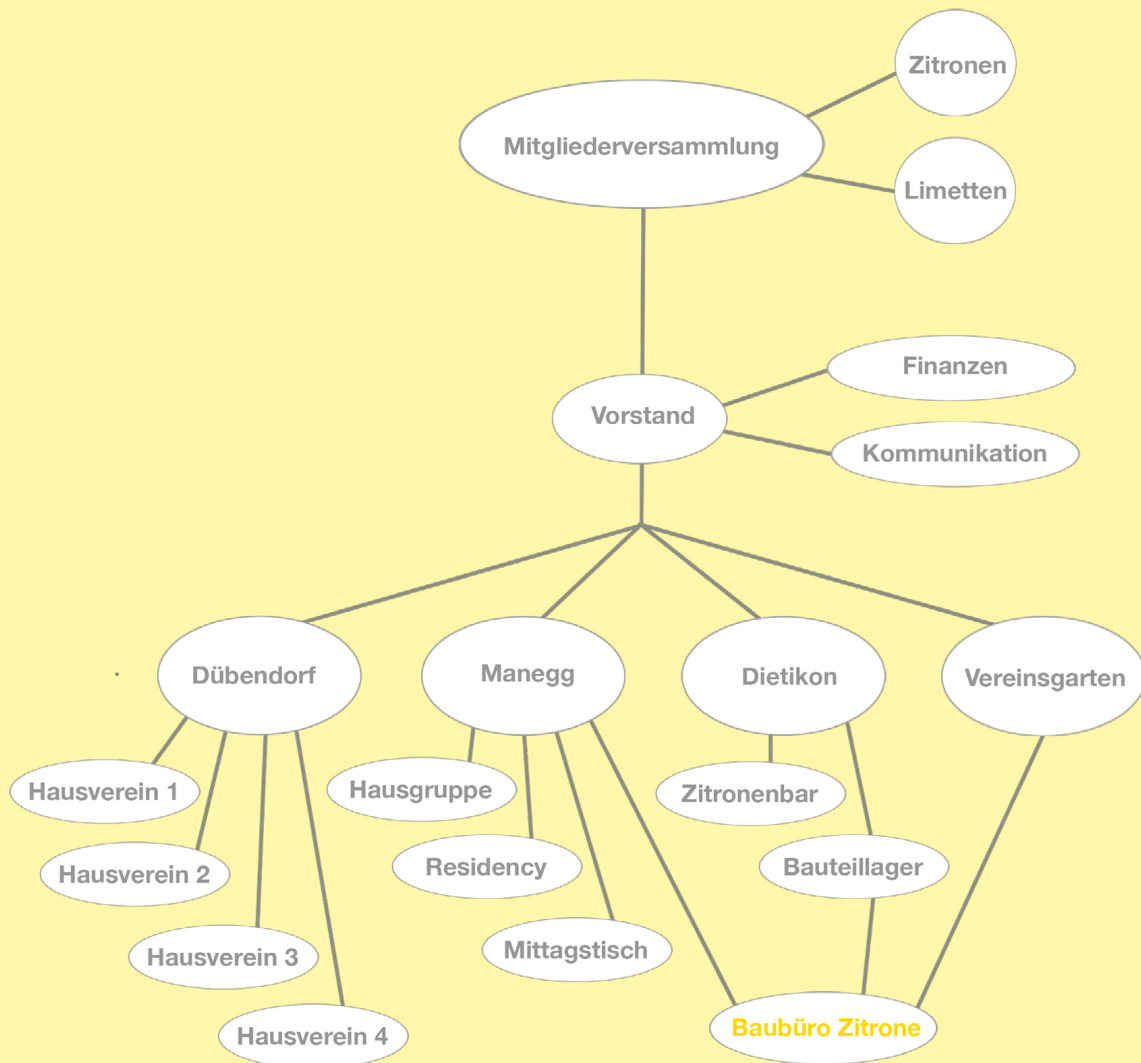 Zitronen
Mitgliederversammlung
Limetten
Finanzen
Vorstand
Kommunikation
Dübendorf
Manegg
Dietikon
Vereinsgarten
Hausverein 1
Hausgruppe
Zitronenbar
Hausverein 2
Residency
Bauteillager
Hausverein 3
Mittagstisch
Hausverein 4
Baubüro Zitrone